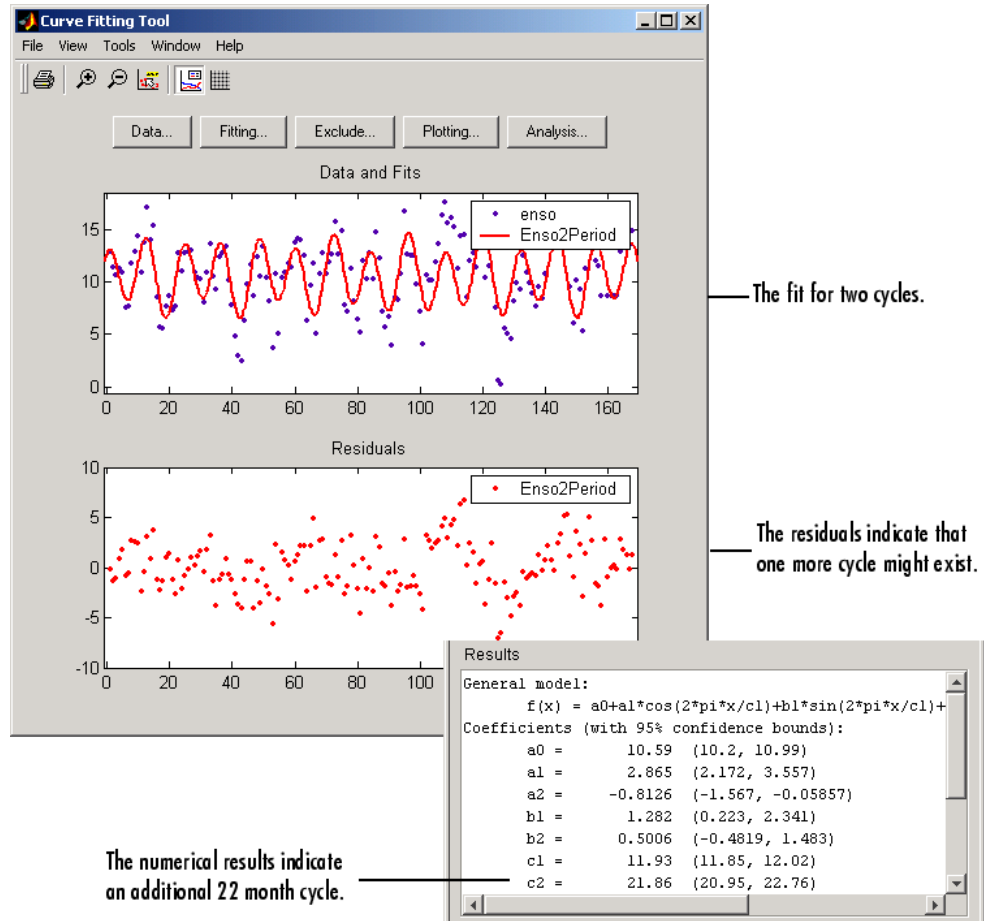 Curve Fitting Tool
File View Tools Window Help
Data... Fitting... Exclude... Plotting... Analysis...
Data and Fits
enso
Enso2Period
15
10
5
0
0 20 40 60 80 100 120 140 160
The fit for two cycles.
Residuals
Enso2Period
10
5
0
-5
-10
0 20 40 60 80 100
The residuals indicate that
one more cycle might exist.
Results
General model:
f(x) = a0+a1*cos(2*pi*x/c1)+b1*sin(2*pi*x/c1)+
Coefficients (with 95% confidence bounds):
a0 = 10.59 (10.2, 10.99)
a1 = 2.865 (2.172, 3.557)
a2 = -0.8126 (-1.567, -0.05857)
b1 = 1.282 (0.223, 2.341)
b2 = 0.5006 (-0.4819, 1.483)
c1 = 11.93 (11.85, 12.02)
c2 = 21.86 (20.95, 22.76)
The numerical results indicate
an additional 22 month cycle.